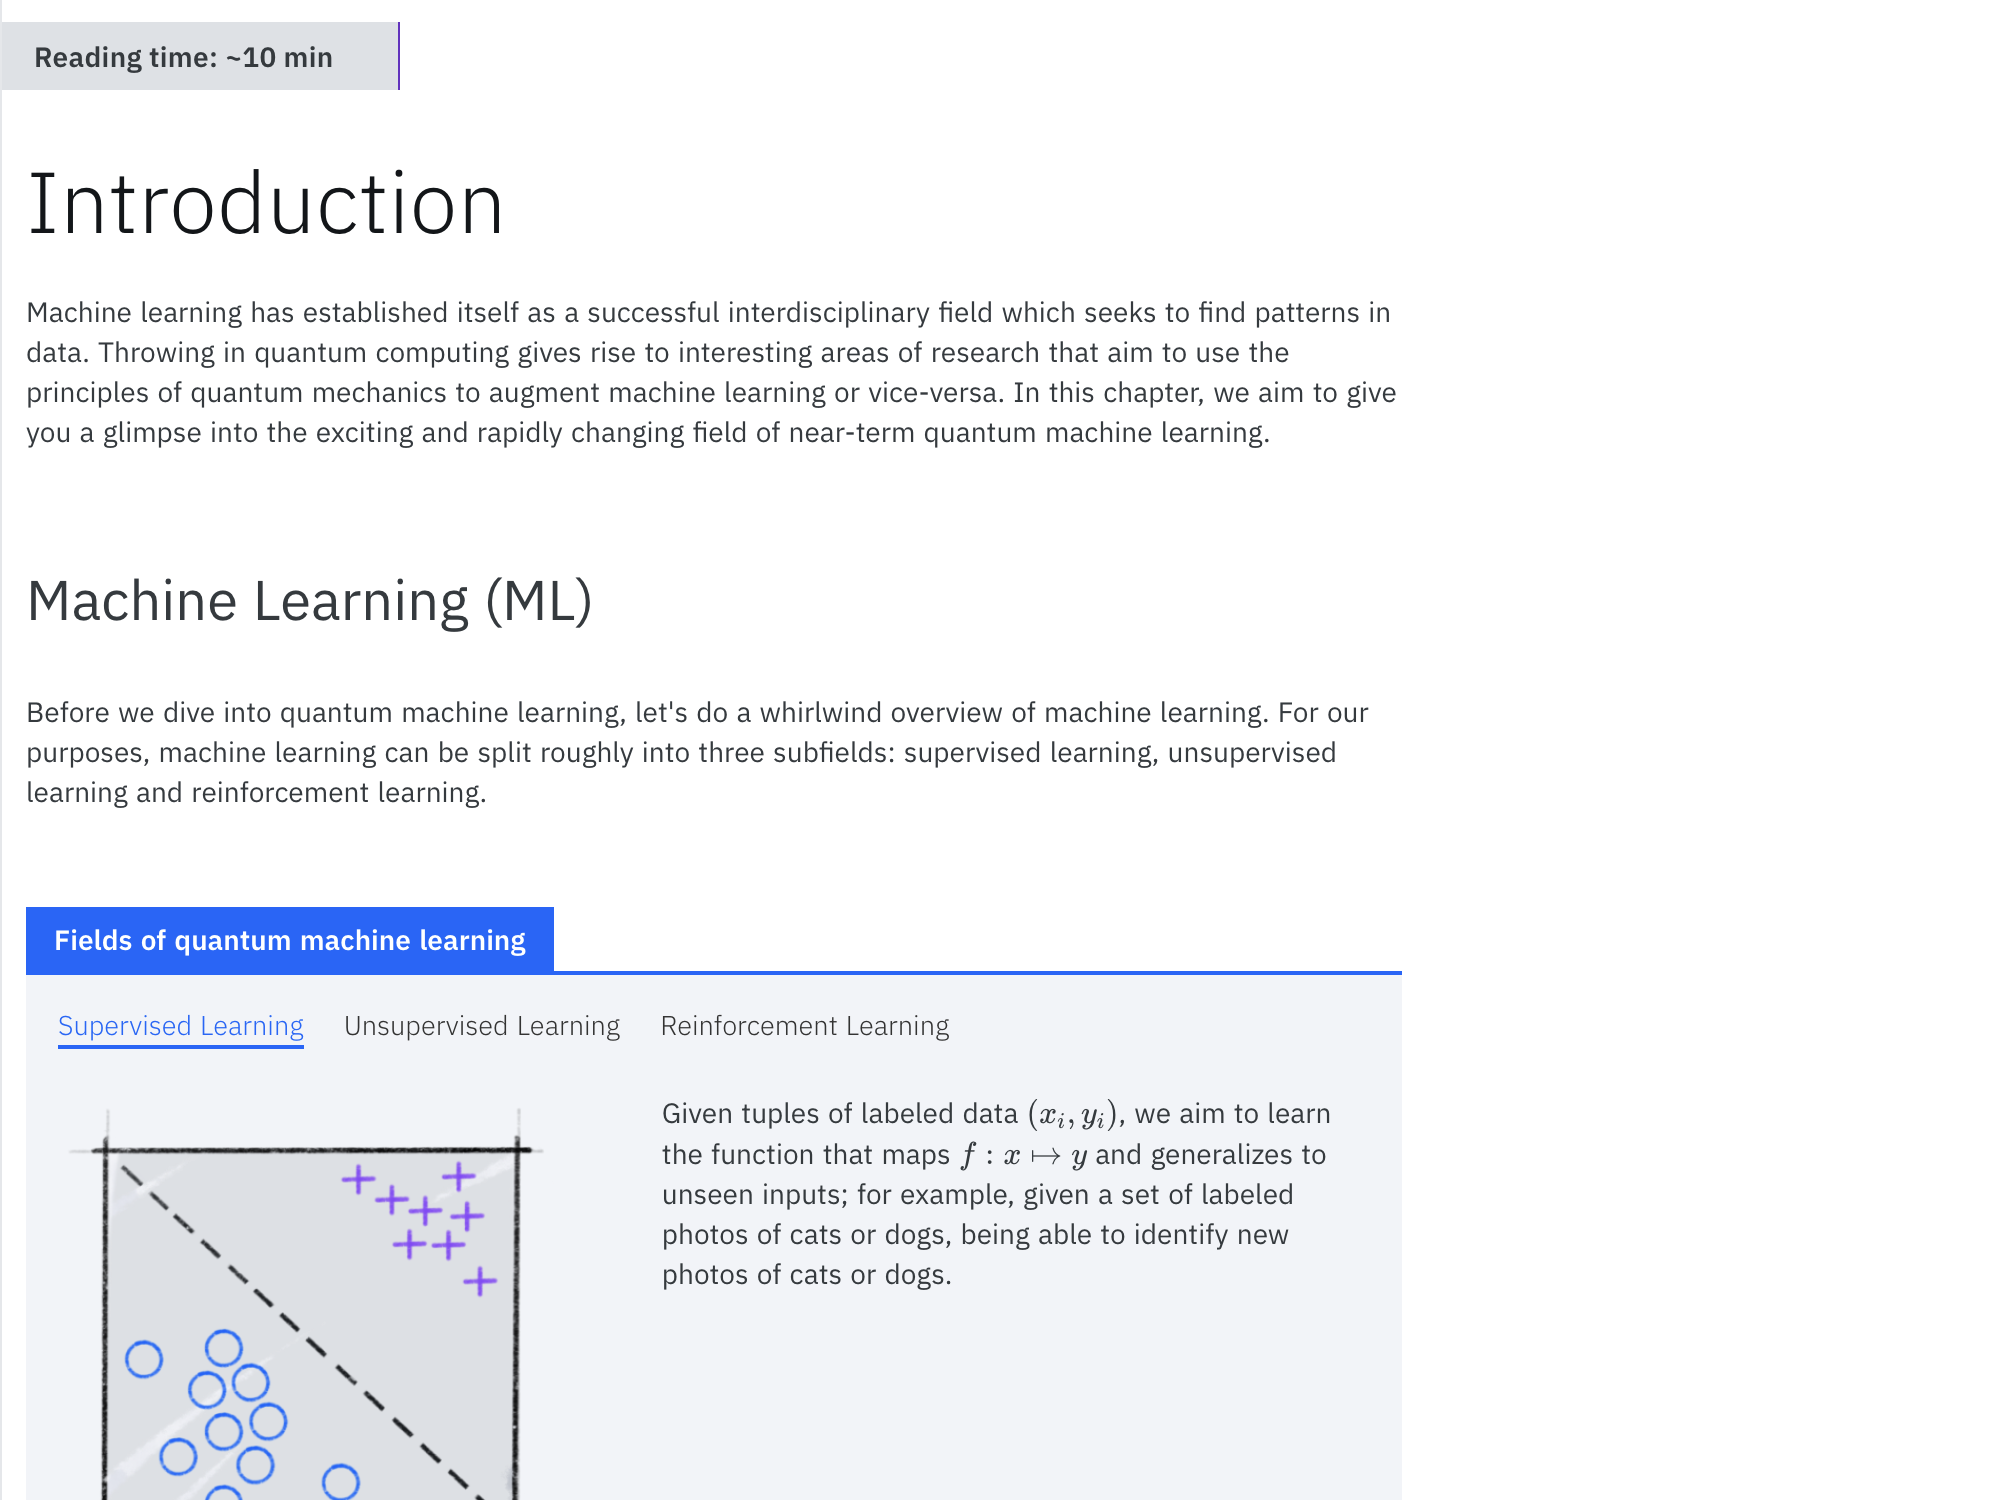 Reading time: ~10 min
Introduction
Machine learning has established itself as a successful interdisciplinary field which seeks to find patterns in
data. Throwing in quantum computing gives rise to interesting areas of research that aim to use the
principles of quantum mechanics to augment machine learning or vice-versa. In this chapter, we aim to give
you a glimpse into the exciting and rapidly changing field of near-term quantum machine learning.
Machine Learning (ML)
Before we dive into quantum machine learning, let's do a whirlwind overview of machine learning. For our
purposes, machine learning can be split roughly into three subfields: supervised learning, unsupervised
learning and reinforcement learning.
Fields of quantum machine learning
Supervised Learning Unsupervised Learning Reinforcement Learning
Given tuples of labeled data (xᵢ, yᵢ), we aim to learn
the function that maps f : x ↦ y and generalizes to
unseen inputs; for example, given a set of labeled
photos of cats or dogs, being able to identify new
photos of cats or dogs.